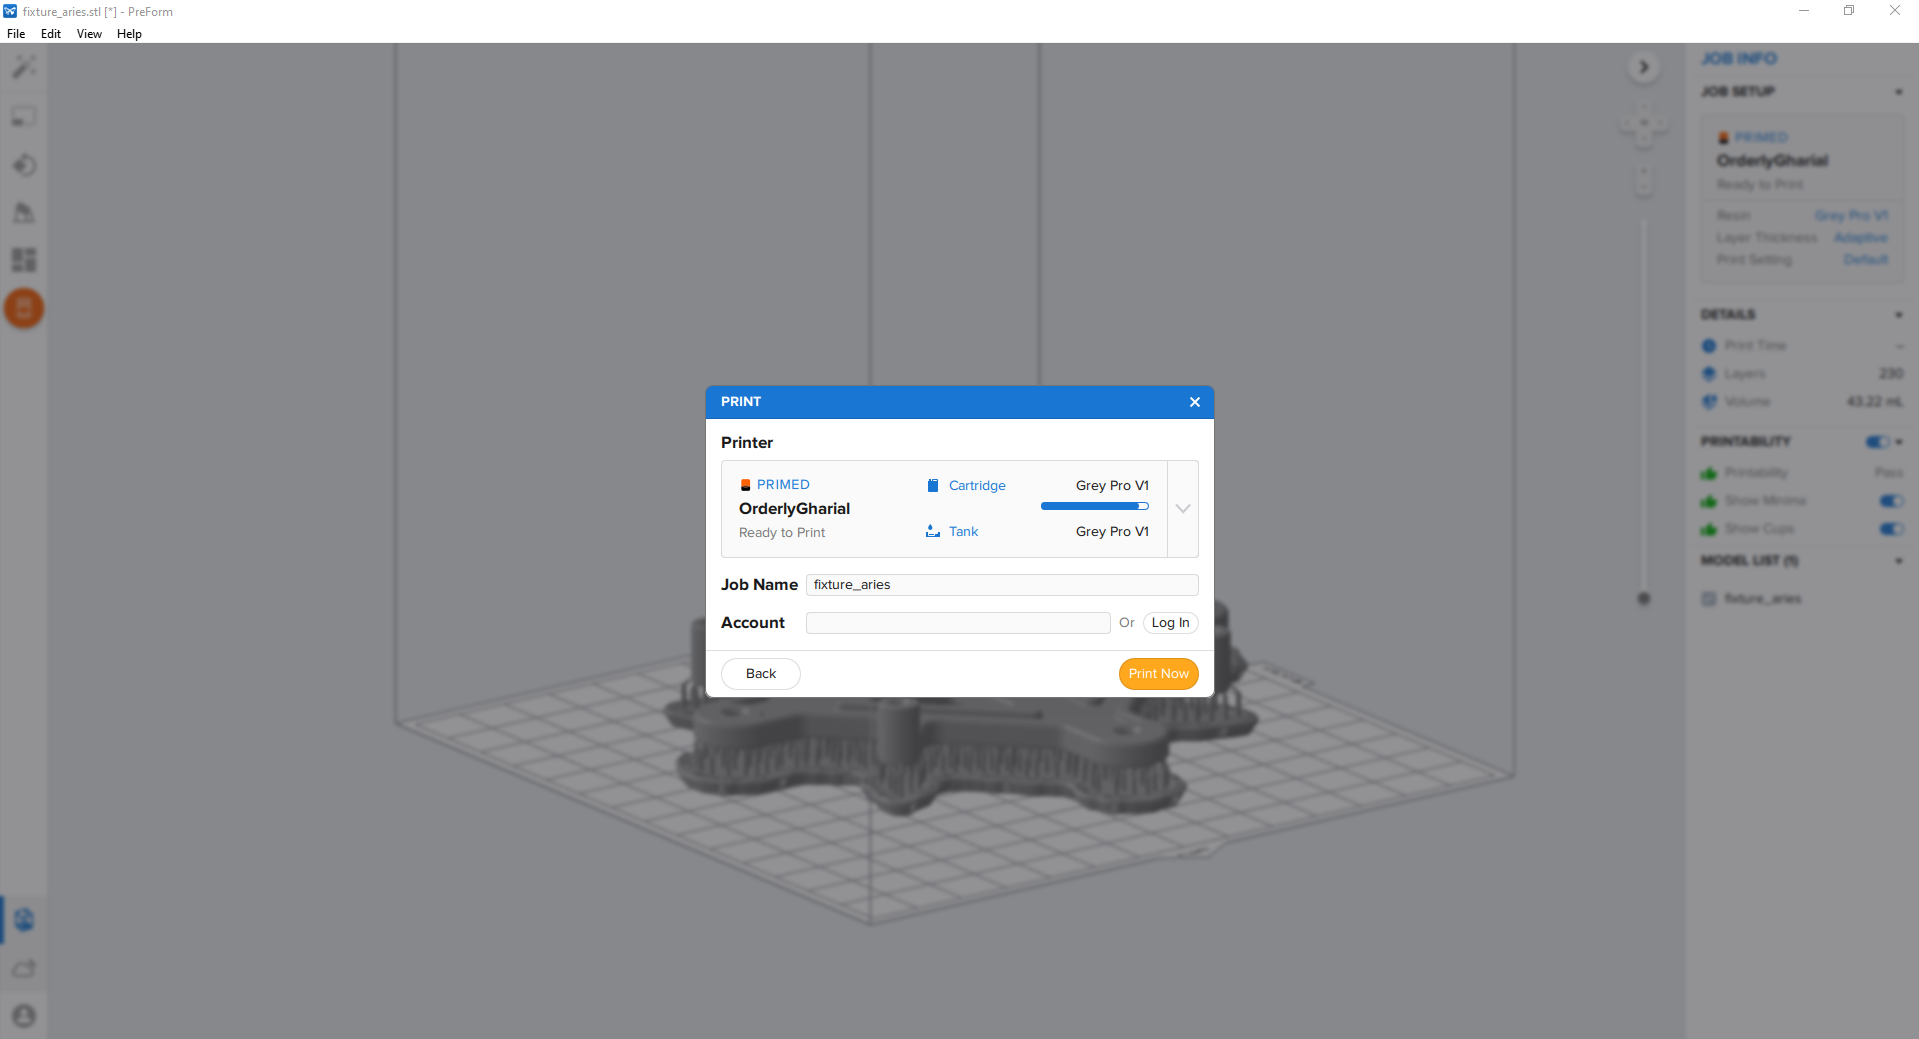 fixture_aries.stl [*] - PreForm
File Edit View Help
JOB INFO
JOB SETUP
PRIMED
OrderlyGharial
Ready to Print
Resin Grey Pro V1
Layer Thickness Adaptive
Print Setting Default
DETAILS
Print Time –
Layers 230
Volume 43.22 mL
PRINTABILITY
Printability Pass
Show Minima
Show Cups
MODEL LIST (1)
fixture_aries
PRINT
Printer
PRIMED
OrderlyGharial
Ready to Print
Cartridge Grey Pro V1
Tank Grey Pro V1
Job Name fixture_aries
Account Or Log In
Back Print Now